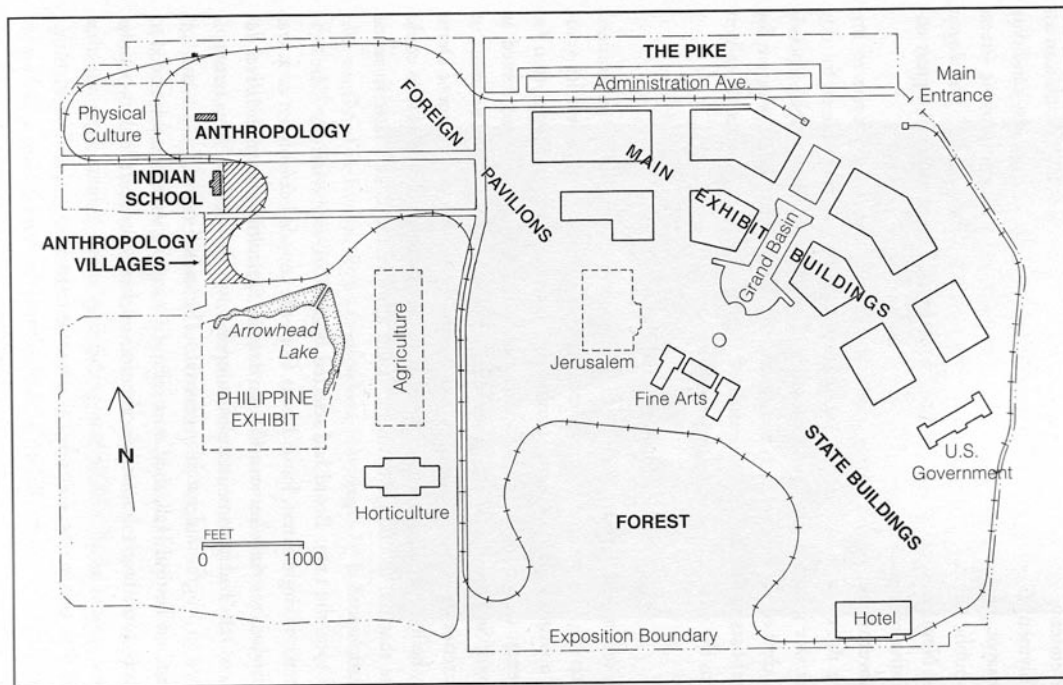 THE PIKE
Administration Ave.
Main
Entrance
Physical
Culture
ANTHROPOLOGY
FOREIGN
PAVILIONS
MAIN EXHIBIT BUILDINGS
INDIAN
SCHOOL
Grand Basin
ANTHROPOLOGY
VILLAGES
Arrowhead
Lake
Agriculture
Jerusalem
PHILIPPINE
EXHIBIT
Fine Arts
N
U.S.
Government
STATE BUILDINGS
Horticulture
FEET
0 1000
FOREST
Hotel
Exposition Boundary